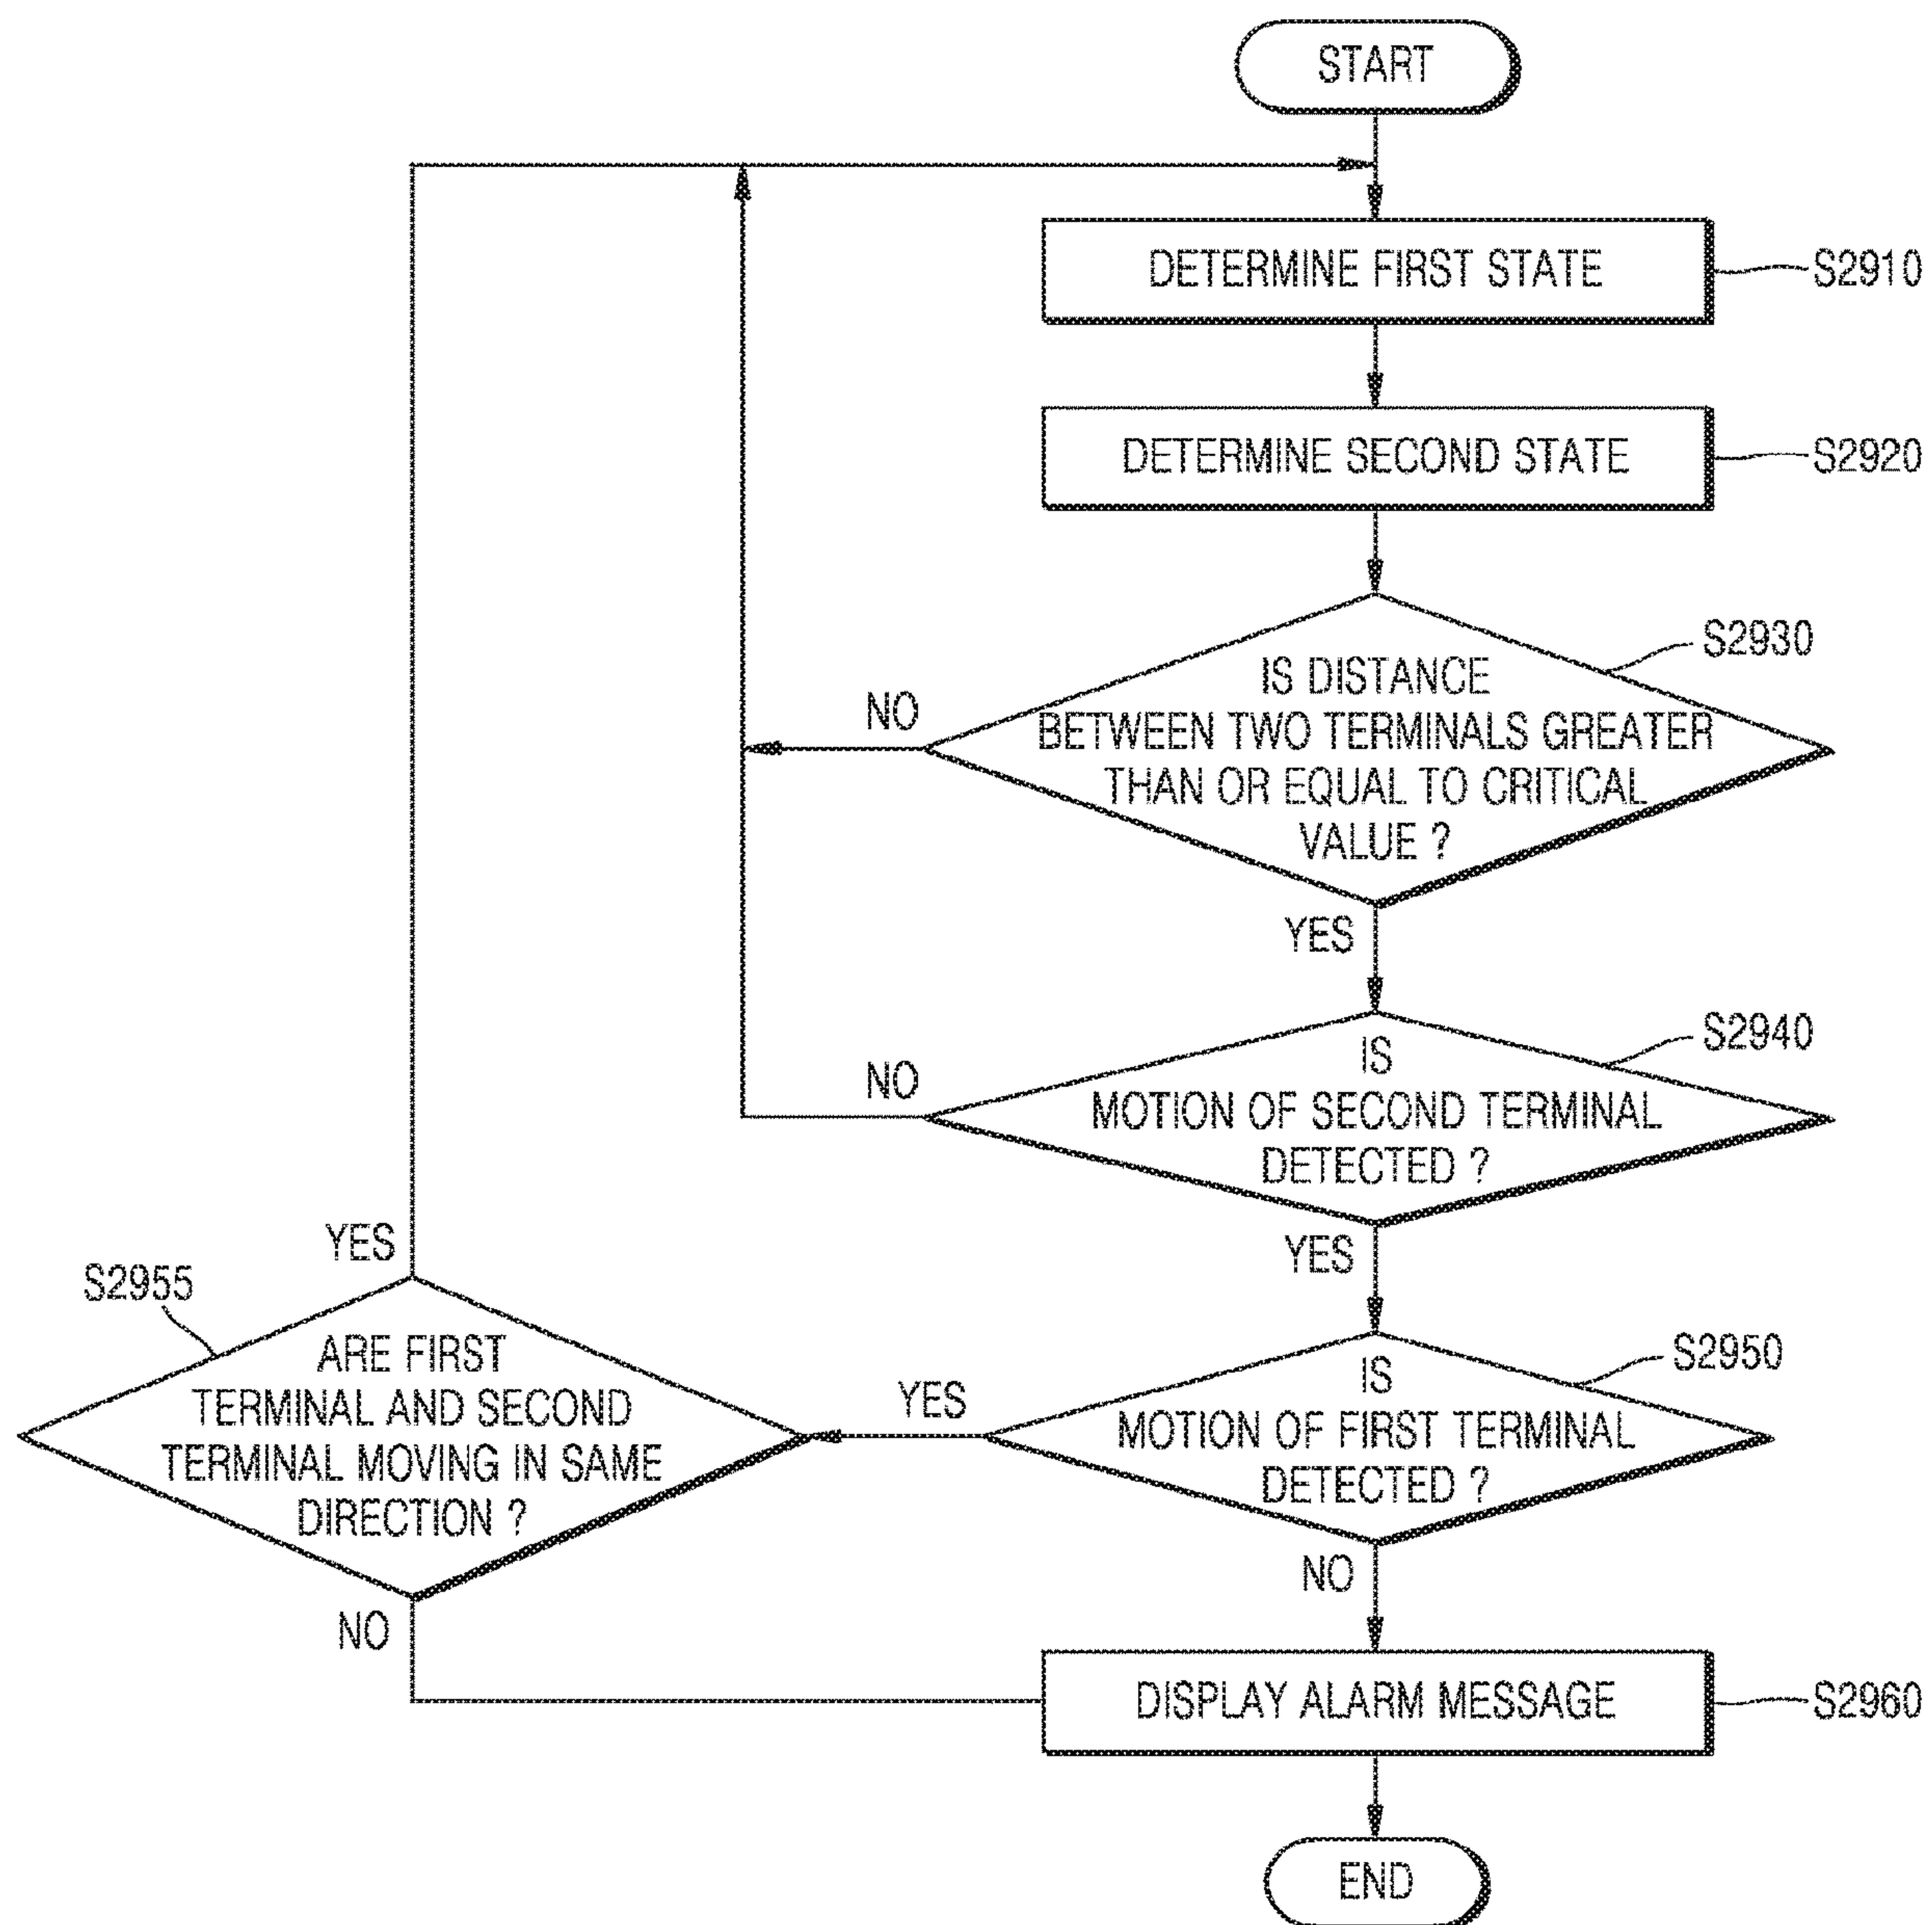 START
DETERMINE FIRST STATE
S2910
DETERMINE SECOND STATE
S2920
S2930
IS DISTANCE
BETWEEN TWO TERMINALS GREATER
THAN OR EQUAL TO CRITICAL
VALUE ?
NO
YES
S2940
IS
MOTION OF SECOND TERMINAL
DETECTED ?
NO
YES
S2950
IS
MOTION OF FIRST TERMINAL
DETECTED ?
YES
NO
S2955
ARE FIRST
TERMINAL AND SECOND
TERMINAL MOVING IN SAME
DIRECTION ?
YES
NO
DISPLAY ALARM MESSAGE
S2960
END